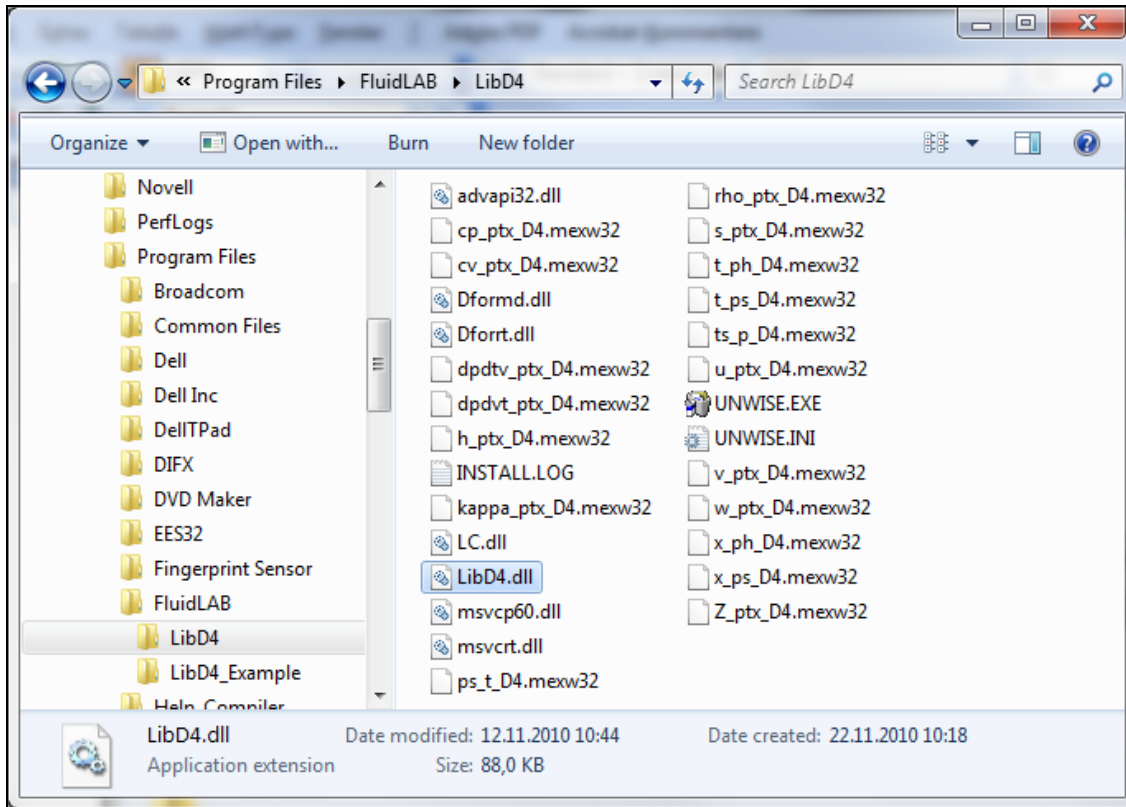 « Program Files FluidLAB LibD4
Search LibD4
Organize Open with... Burn New folder
Novell
PerfLogs
Program Files
Broadcom
Common Files
Dell
Dell Inc
DellTPad
DIFX
DVD Maker
EES32
Fingerprint Sensor
FluidLAB
LibD4
LibD4_Example
Help_Compiler
advapi32.dll
cp_ptx_D4.mexw32
cv_ptx_D4.mexw32
Dformd.dll
Dforrt.dll
dpdtv_ptx_D4.mexw32
dpdvt_ptx_D4.mexw32
h_ptx_D4.mexw32
INSTALL.LOG
kappa_ptx_D4.mexw32
LC.dll
LibD4.dll
msvcp60.dll
msvcrt.dll
ps_t_D4.mexw32
rho_ptx_D4.mexw32
s_ptx_D4.mexw32
t_ph_D4.mexw32
t_ps_D4.mexw32
ts_p_D4.mexw32
u_ptx_D4.mexw32
UNWISE.EXE
UNWISE.INI
v_ptx_D4.mexw32
w_ptx_D4.mexw32
x_ph_D4.mexw32
x_ps_D4.mexw32
Z_ptx_D4.mexw32
LibD4.dll Date modified: 12.11.2010 10:44 Date created: 22.11.2010 10:18
Application extension Size: 88,0 KB